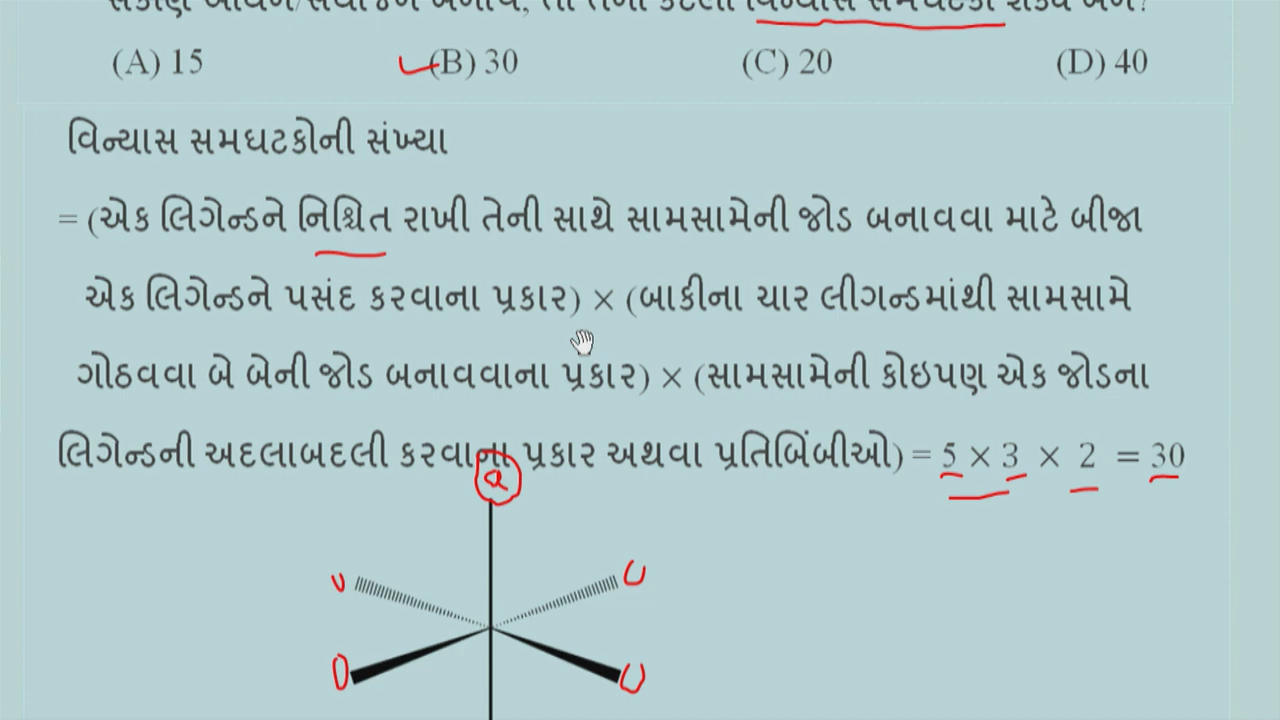 (A) 15 (B) 30 (C) 20 (D) 40
વિન્યાસ સમઘટકોની સંખ્યા
= (એક લિગેન્ડને નિશ્ચિત રાખી તેની સાથે સામસામેની જોડ બનાવવા માટે બીજા
એક લિગેન્ડને પસંદ કરવાના પ્રકાર) × (બાકીના ચાર લીગન્ડમાંથી સામસામે
ગોઠવવા બે બેની જોડ બનાવવાના પ્રકાર) × (સામસામેની કોઇપણ એક જોડના
લિગેન્ડની અદલાબદલી કરવાના પ્રકાર અથવા પ્રતિબિંબીઓ) = 5 × 3 × 2 = 30
a